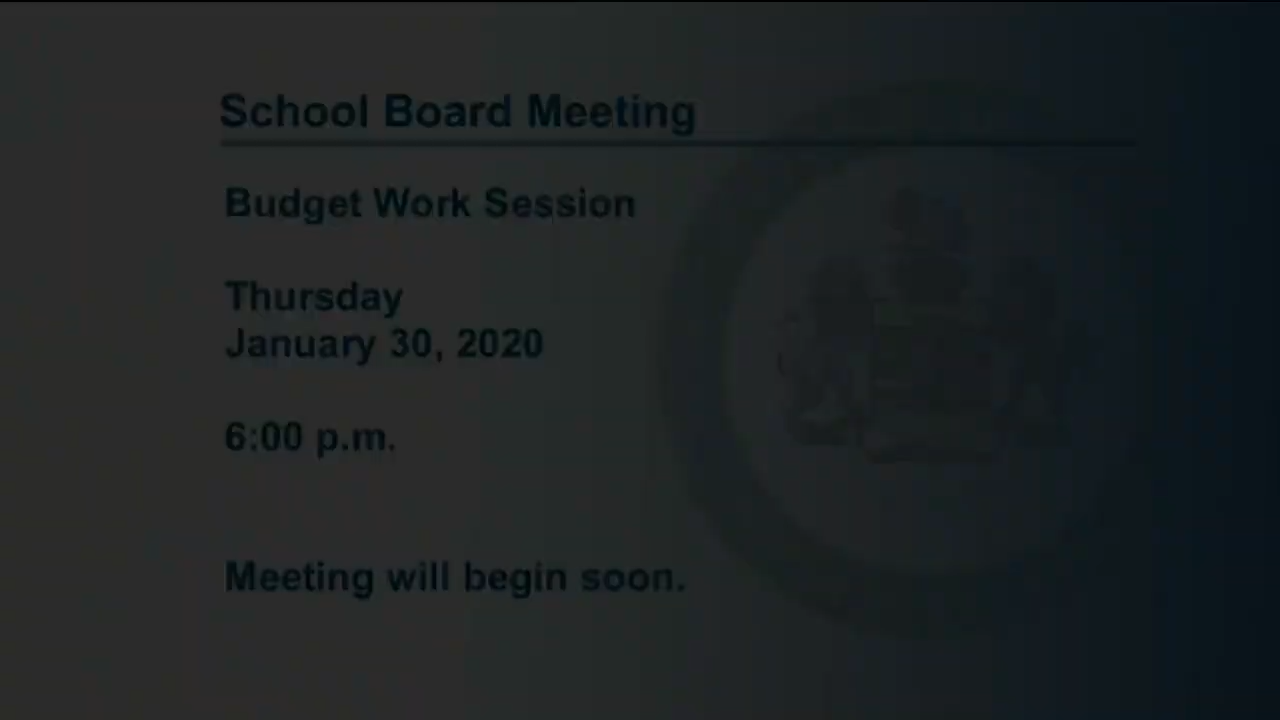 School Board Meeting
Budget Work Session
Thursday
January 30, 2020
6:00 p.m.
Meeting will begin soon.